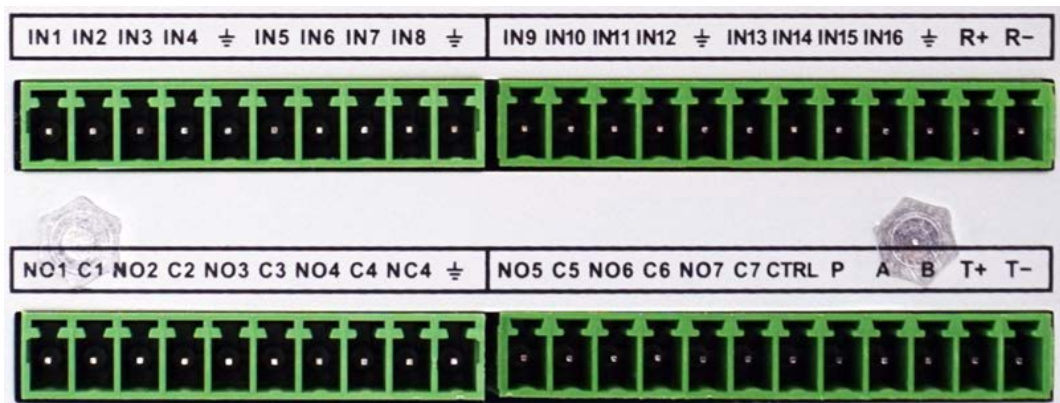 IN1 IN2 IN3 IN4 ⏚ IN5 IN6 IN7 IN8 ⏚ IN9 IN10 IN11 IN12 ⏚ IN13 IN14 IN15 IN16 ⏚ R+ R−
NO1 C1 NO2 C2 NO3 C3 NO4 C4 NC4 ⏚ NO5 C5 NO6 C6 NO7 C7 CTRL P A B T+ T−